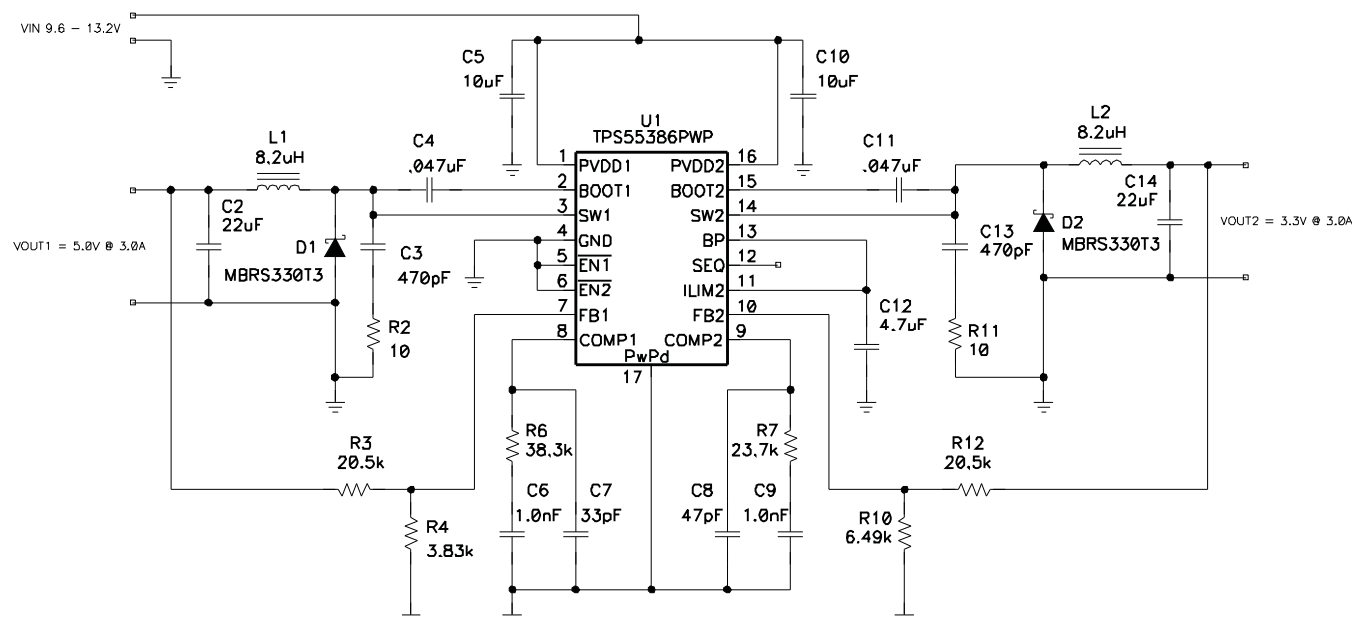 VIN 9.6 – 13.2V
C5
10uF
C10
10uF
U1
TPS55386PWP
L1
8.2uH
C4
.047uF
C11
.047uF
L2
8.2uH
1
PVDD1
PVDD2
16
2
BOOT1
BOOT2
15
3
SW1
SW2
14
4
GND
BP
13
5
EN1
SEQ
12
6
EN2
ILIM2
11
7
FB1
FB2
10
8
COMP1
COMP2
9
PwPd
17
C2
22uF
VOUT1 = 5.0V @ 3.0A
D1
MBRS330T3
C3
470pF
R2
10
C14
22uF
VOUT2 = 3.3V @ 3.0A
D2
MBRS330T3
C13
470pF
C12
4.7uF
R11
10
R3
20.5k
R6
38.3k
R7
23.7k
R12
20.5k
R4
3.83k
C6
1.0nF
C7
33pF
C8
47pF
C9
1.0nF
R10
6.49k